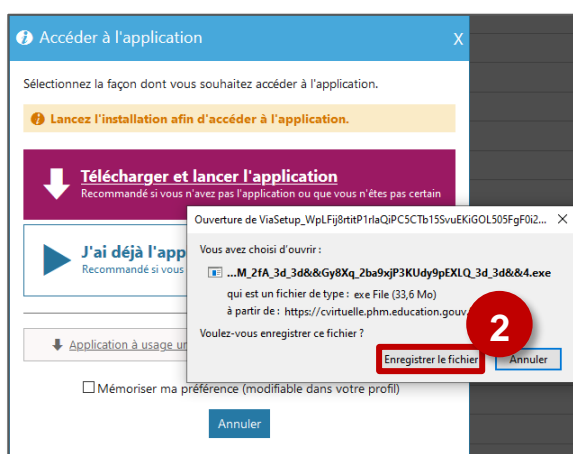 Accéder à l'application
X
Sélectionnez la façon dont vous souhaitez accéder à l'application.
Lancez l'installation afin d'accéder à l'application.
Télécharger et lancer l'application
Recommandé si vous n'avez pas l'application ou que vous n'êtes pas certain
J'ai déjà l'app
Recommandé si vous
Application à usage un
Mémoriser ma préférence (modifiable dans votre profil)
Annuler
Ouverture de ViaSetup_WpLFij8rtitP1rlaQiPC5CTb15SvuEKiGOL505FgF0i2...
Vous avez choisi d'ouvrir :
...M_2fA_3d_3d&&Gy8Xq_2ba9xjP3KUdy9pEXLQ_3d_3d&&4.exe
qui est un fichier de type : exe File (33,6 Mo)
à partir de : https://cvirtuelle.phm.education.gouv.
Voulez-vous enregistrer ce fichier ?
2
Enregistrer le fichier
Annuler